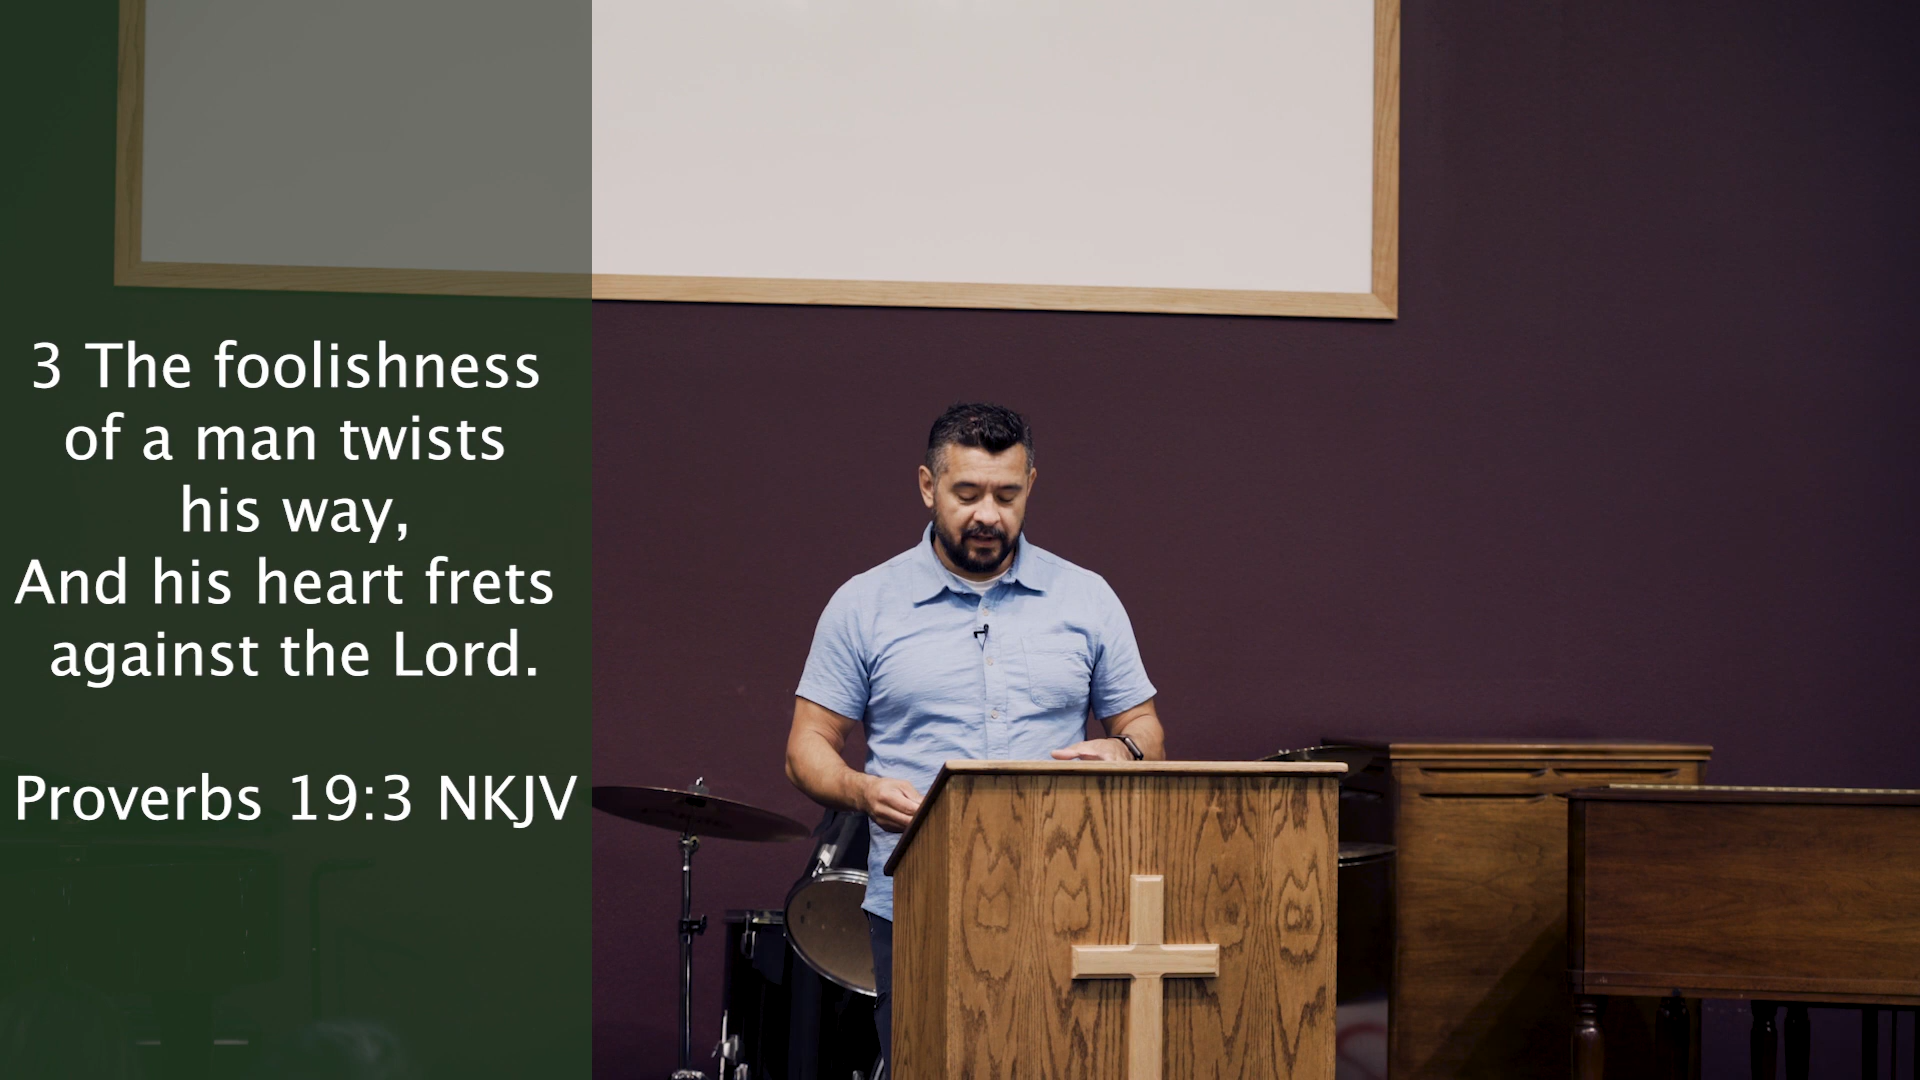 3 The foolishness
of a man twists
his way,
And his heart frets
against the Lord.
Proverbs 19:3 NKJV